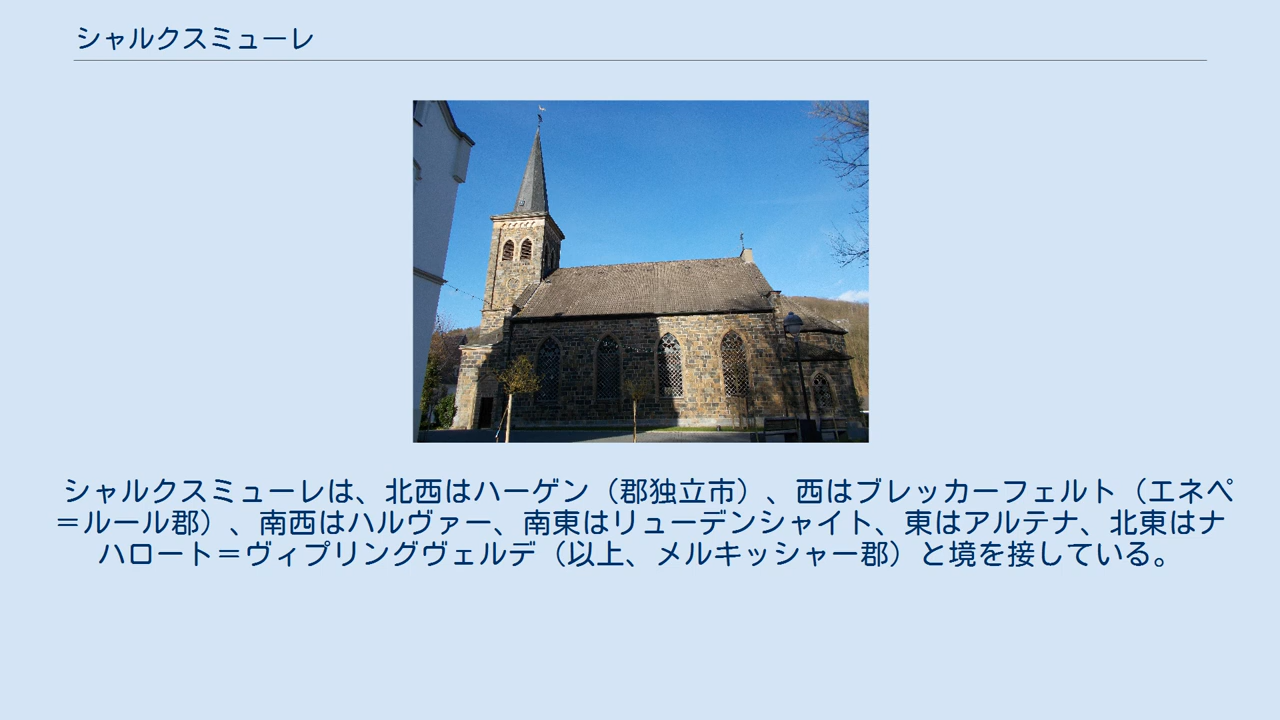 シャルクスミューレ
シャルクスミューレは、北西はハーゲン（郡独立市）、西はブレッカーフェルト（エネペ
＝ルール郡）、南西はハルヴァー、南東はリューデンシャイト、東はアルテナ、北東はナ
ハロート＝ヴィプリングヴェルデ（以上、メルキッシャー郡）と境を接している。